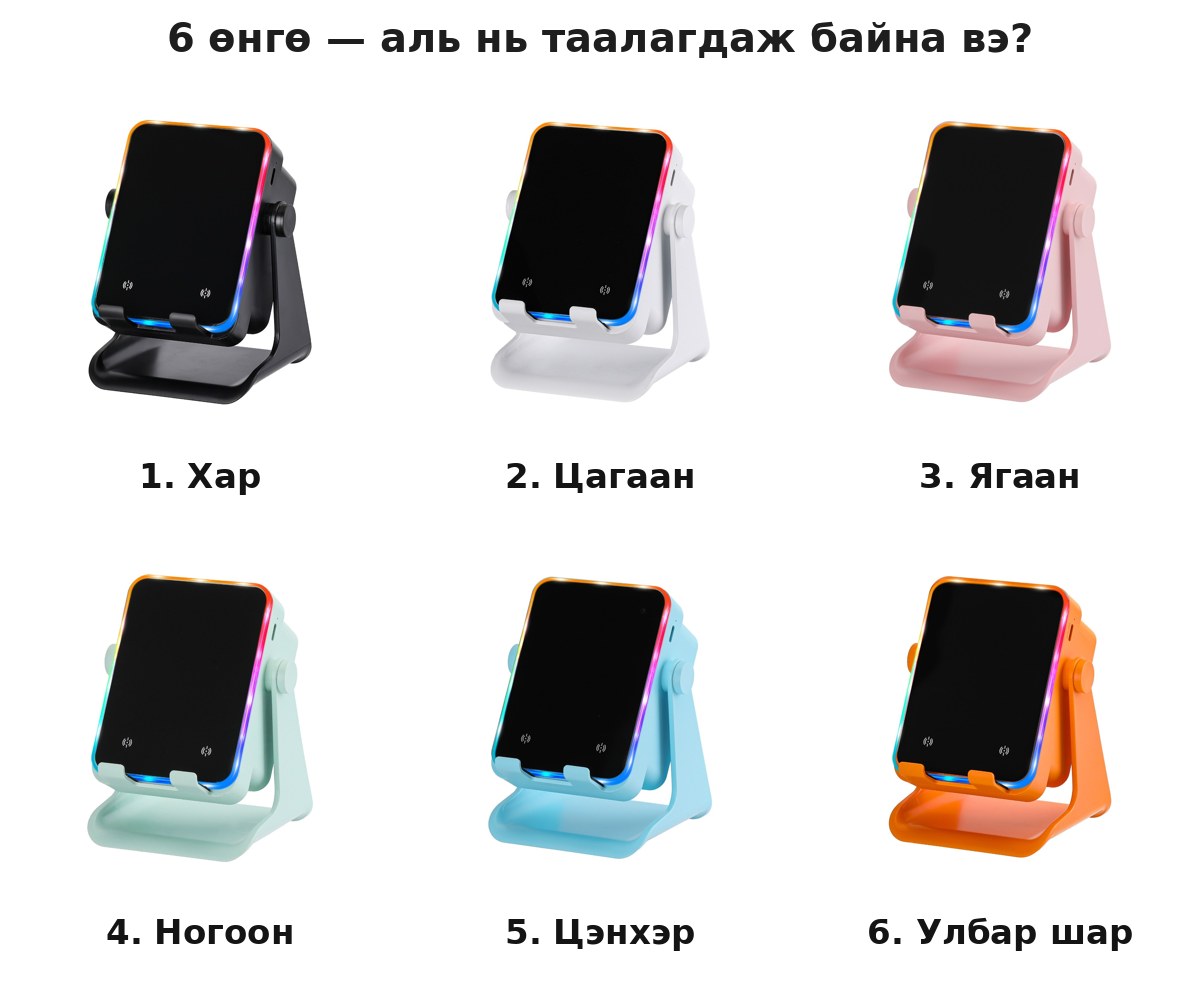 6 өнгө — аль нь таалагдаж байна вэ?
1. Хар
2. Цагаан
3. Ягаан
4. Ногоон
5. Цэнхэр
6. Улбар шар